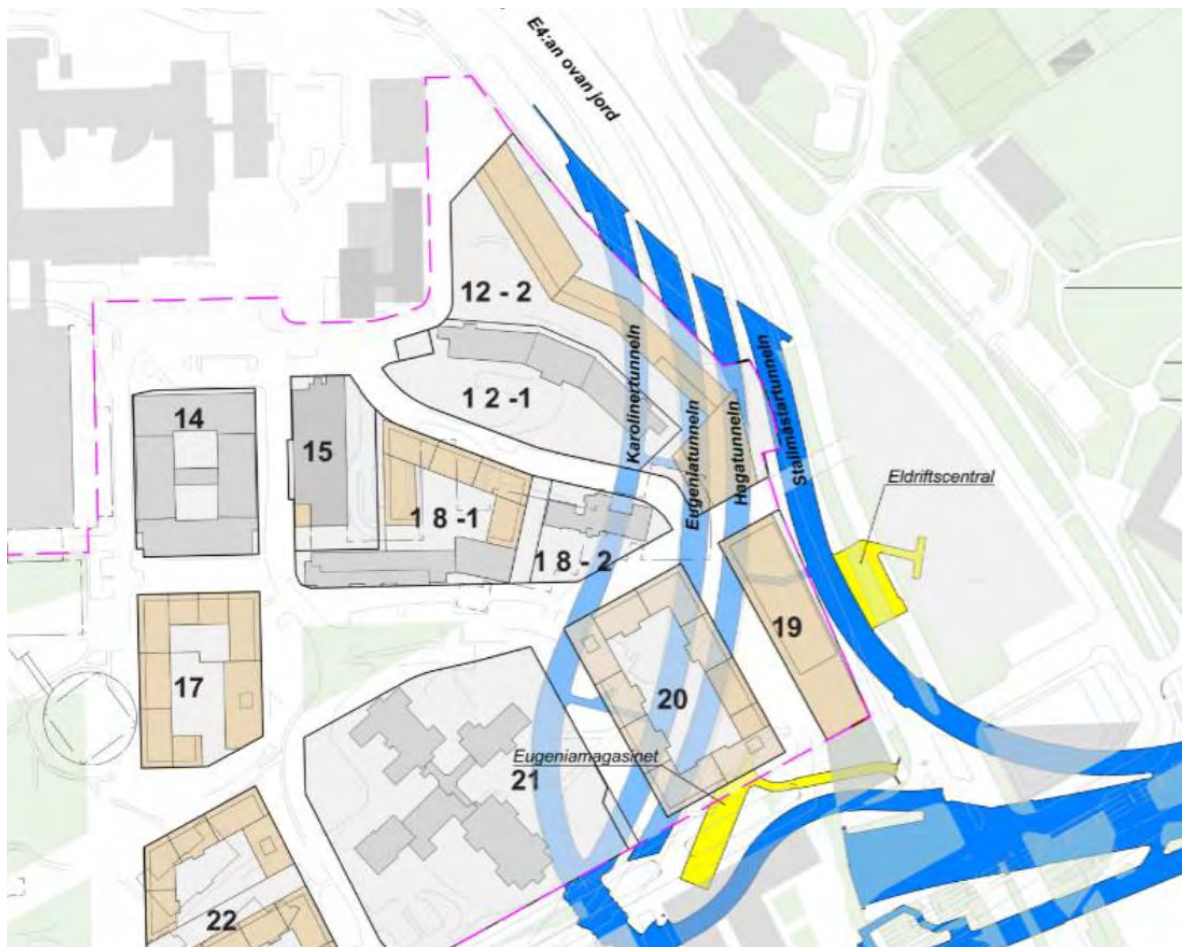 E4:an ovan jord
12 - 2
Karolinertunneln
Eugeniatunneln
Hagatunneln
Stallmästartunneln
1 2 -1
14
15
Eldriftscentral
1 8 -1
1 8 - 2
19
17
20
Eugeniamagasinet
21
22